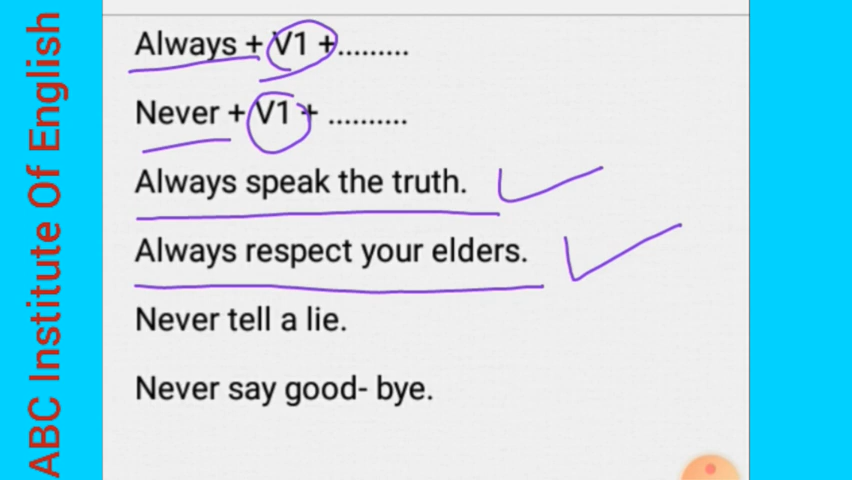 ABC Institute Of English
Always + V1 +.........
Never + V1 + ..........
Always speak the truth.
Always respect your elders.
Never tell a lie.
Never say good- bye.